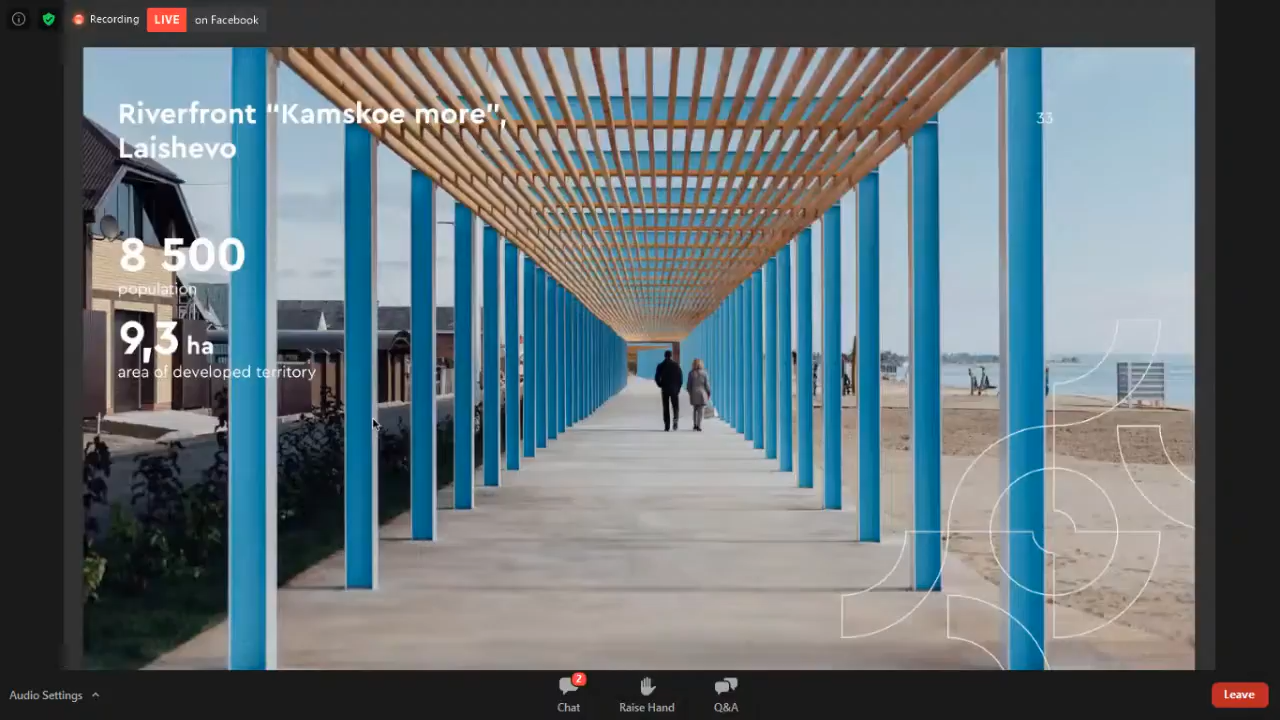 Recording
LIVE
on Facebook
Riverfront “Kamskoe more”,
Laishevo
33
8 500
population
9,3 ha
area of developed territory
Audio Settings
2
Chat
Raise Hand
Q&A
Leave